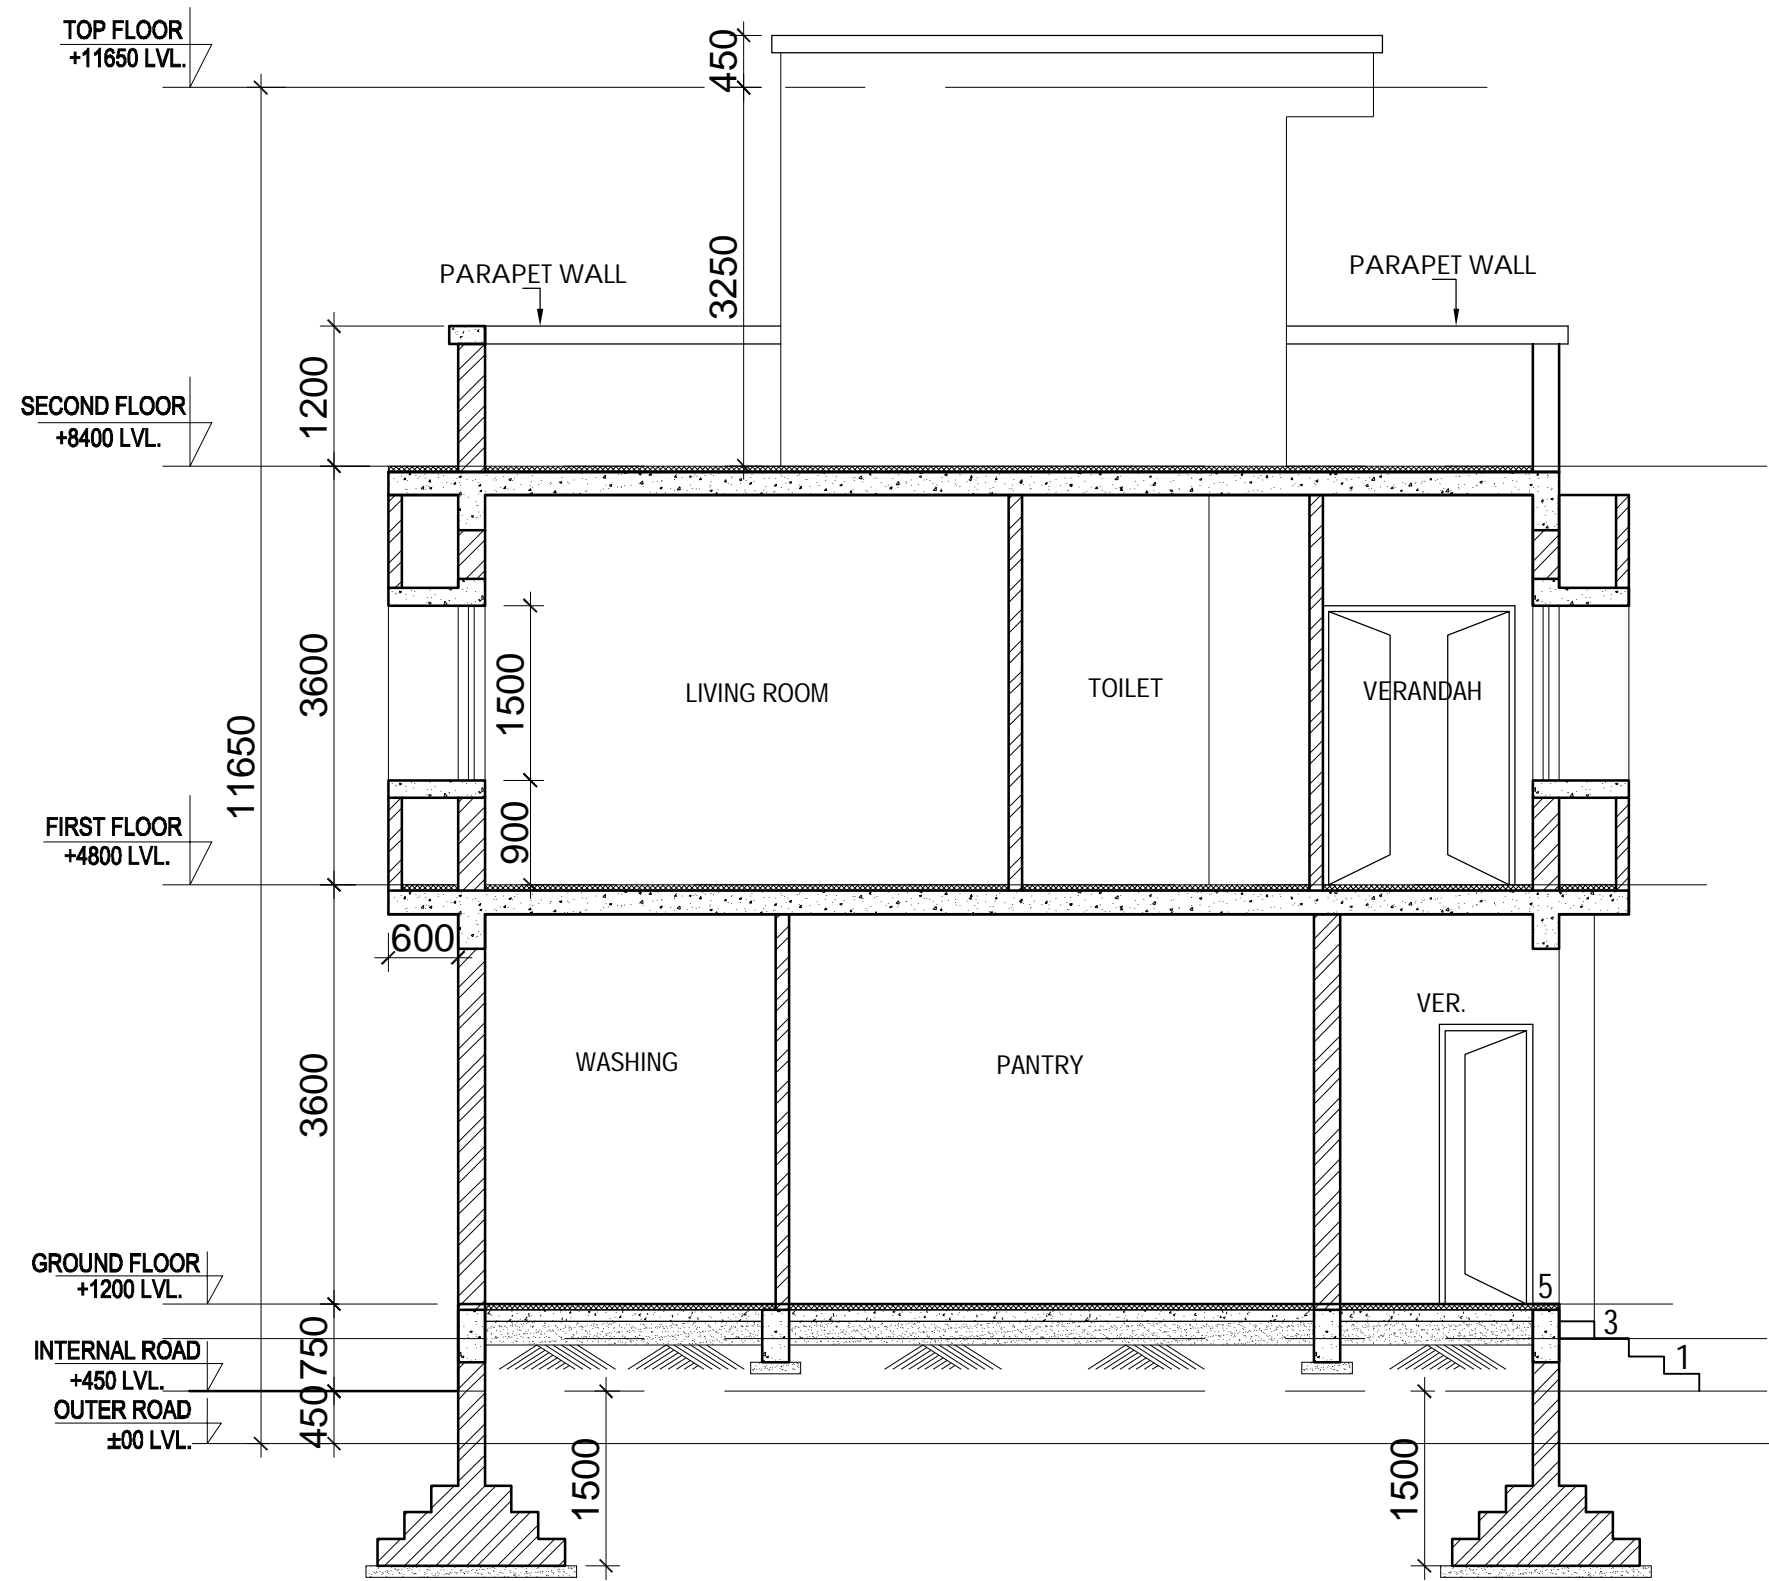 TOP FLOOR
+11650 LVL.
450
3250
PARAPET WALL
PARAPET WALL
1200
SECOND FLOOR
+8400 LVL.
3600
1500
900
11650
LIVING ROOM
TOILET
VERANDAH
FIRST FLOOR
+4800 LVL.
600
3600
WASHING
PANTRY
VER.
GROUND FLOOR
+1200 LVL.
5
3
1
750
INTERNAL ROAD
+450 LVL.
450
OUTER ROAD
±00 LVL.
1500
1500